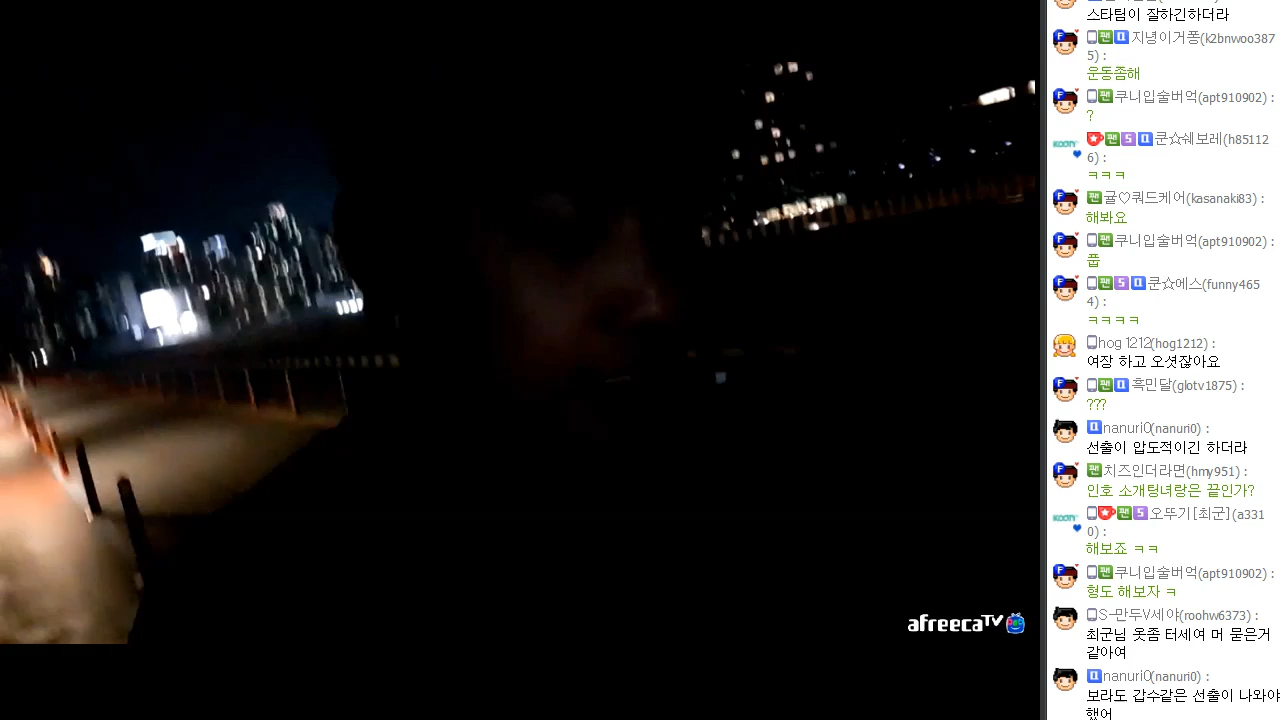 스타팀이 잘하긴하더라
지녕이거퐁(k2bnwoo387
5) :
운동좀해
쿠니입술버억(apt910902) :
?
쿤☆쉐보레(h85112
6) :
ㅋㅋㅋ
귤♡쿼드케어(kasanaki83) :
해봐요
쿠니입술버억(apt910902) :
풉
쿤☆에스(funny465
4) :
ㅋㅋㅋㅋ
hog1212(hog1212) :
여장 하고 오셧잖아요
흑민달(glotv1875) :
???
nanuri0(nanuri0) :
선출이 압도적이긴 하더라
치즈인더라면(hmy951) :
인호 소개팅녀랑은 끝인가?
오뚜기[최군](a331
0) :
해보죠 ㅋㅋ
쿠니입술버억(apt910902) :
형도 해보자 ㅋ
S-만두V세야(roohw6373) :
최군님 옷좀 터세여 머 묻은거
같아여
nanuri0(nanuri0) :
보라도 갑수같은 선출이 나와야
했어
afreecaTV